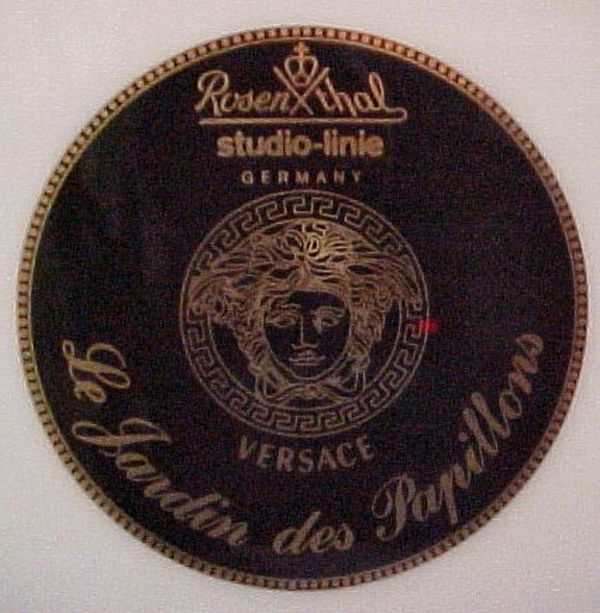 Rosenthal
studio-linie
GERMANY
VERSACE
Le Jardin des Papillons